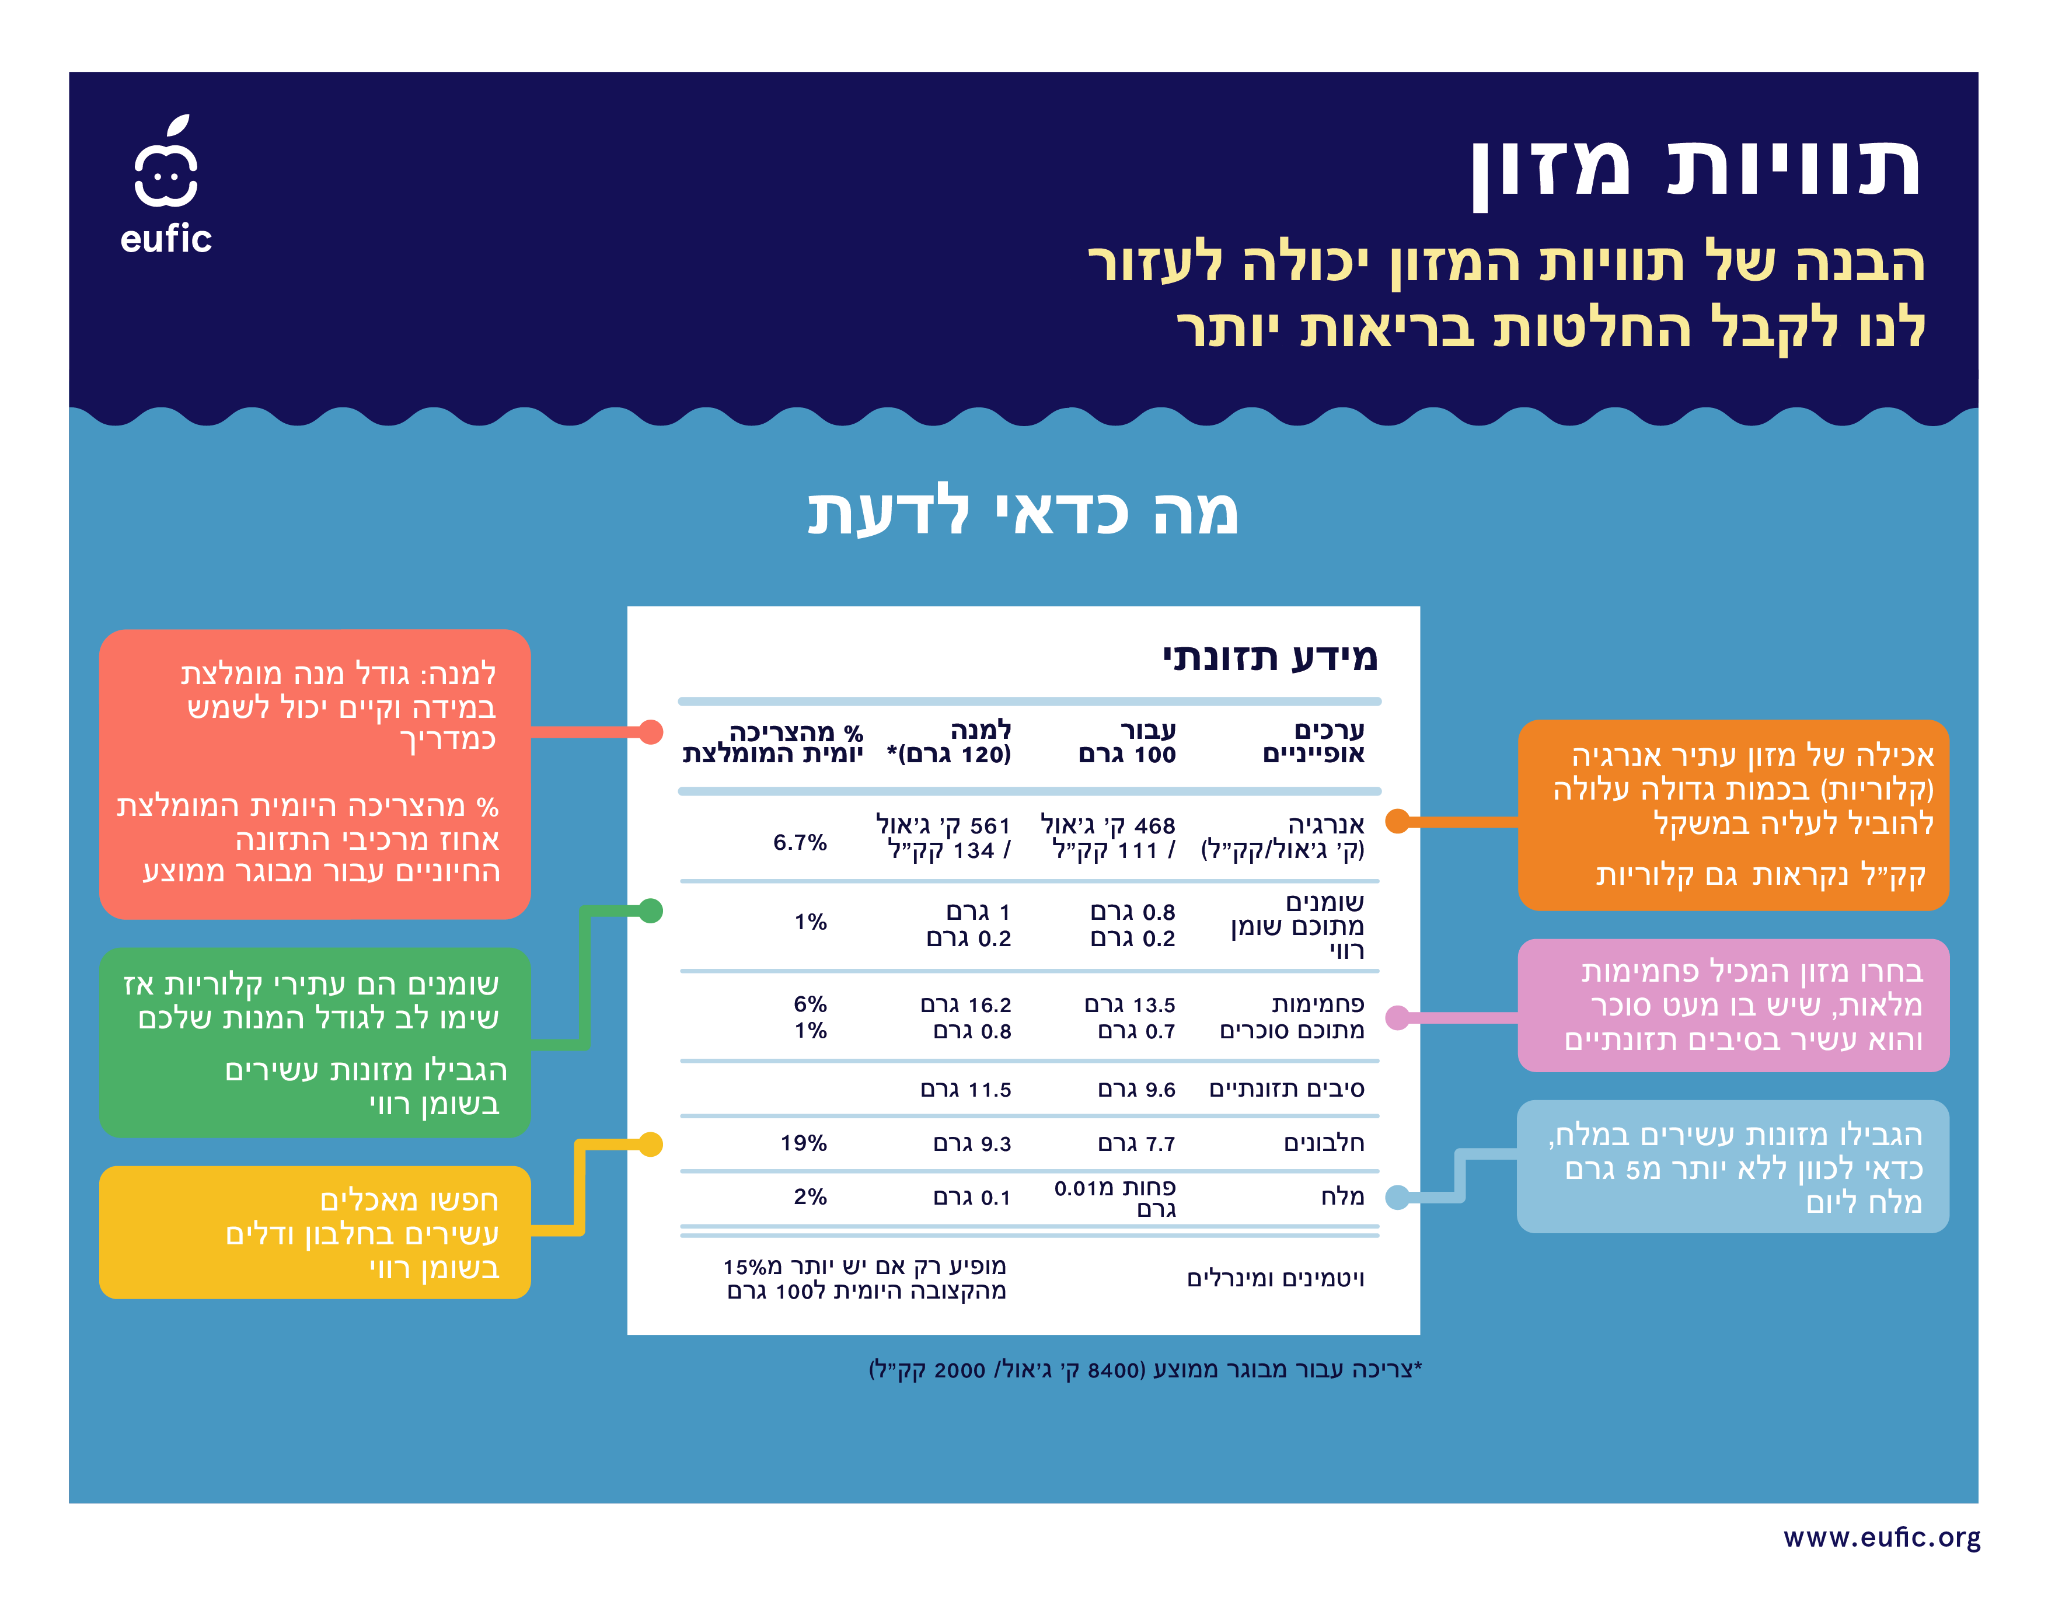 תוויות מזון
הבנה של תוויות המזון יכולה לעזור
לנו לקבל החלטות בריאות יותר
eufic
מה כדאי לדעת
מידע תזונתי
ערכים אופייניים	עבור 100 גרם	למנה (120 גרם)*	% מהצריכה יומית המומלצת
אנרגיה (ק' ג'אול/קק"ל)	468 ק' ג'אול / 111 קק"ל	561 ק' ג'אול / 134 קק"ל	6.7%
שומנים	0.8 גרם	1 גרם	1%
מתוכם שומן רווי	0.2 גרם	0.2 גרם
פחמימות	13.5 גרם	16.2 גרם	6%
מתוכם סוכרים	0.7 גרם	0.8 גרם	1%
סיבים תזונתיים	9.6 גרם	11.5 גרם
חלבונים	7.7 גרם	9.3 גרם	19%
מלח	פחות מ0.01 גרם	0.1 גרם	2%
ויטמינים ומינרלים	מופיע רק אם יש יותר מ15% מהקצובה היומית ל100 גרם
*צריכה עבור מבוגר ממוצע (8400 ק' ג'אול/ 2000 קק"ל)
אכילה של מזון עתיר אנרגיה
(קלוריות) בכמות גדולה עלולה
להוביל לעליה במשקל
קק"ל נקראות גם קלוריות
בחרו מזון המכיל פחמימות
מלאות, שיש בו מעט סוכר
והוא עשיר בסיבים תזונתיים
הגבילו מזונות עשירים במלח,
כדאי לכוון ללא יותר מ5 גרם
מלח ליום
למנה: גודל מנה מומלצת
במידה וקיים יכול לשמש
כמדריך
% מהצריכה היומית המומלצת
אחוז מרכיבי התזונה
החיוניים עבור מבוגר ממוצע
שומנים הם עתירי קלוריות אז
שימו לב לגודל המנות שלכם
הגבילו מזונות עשירים
בשומן רווי
חפשו מאכלים
עשירים בחלבון ודלים
בשומן רווי
www.eufic.org